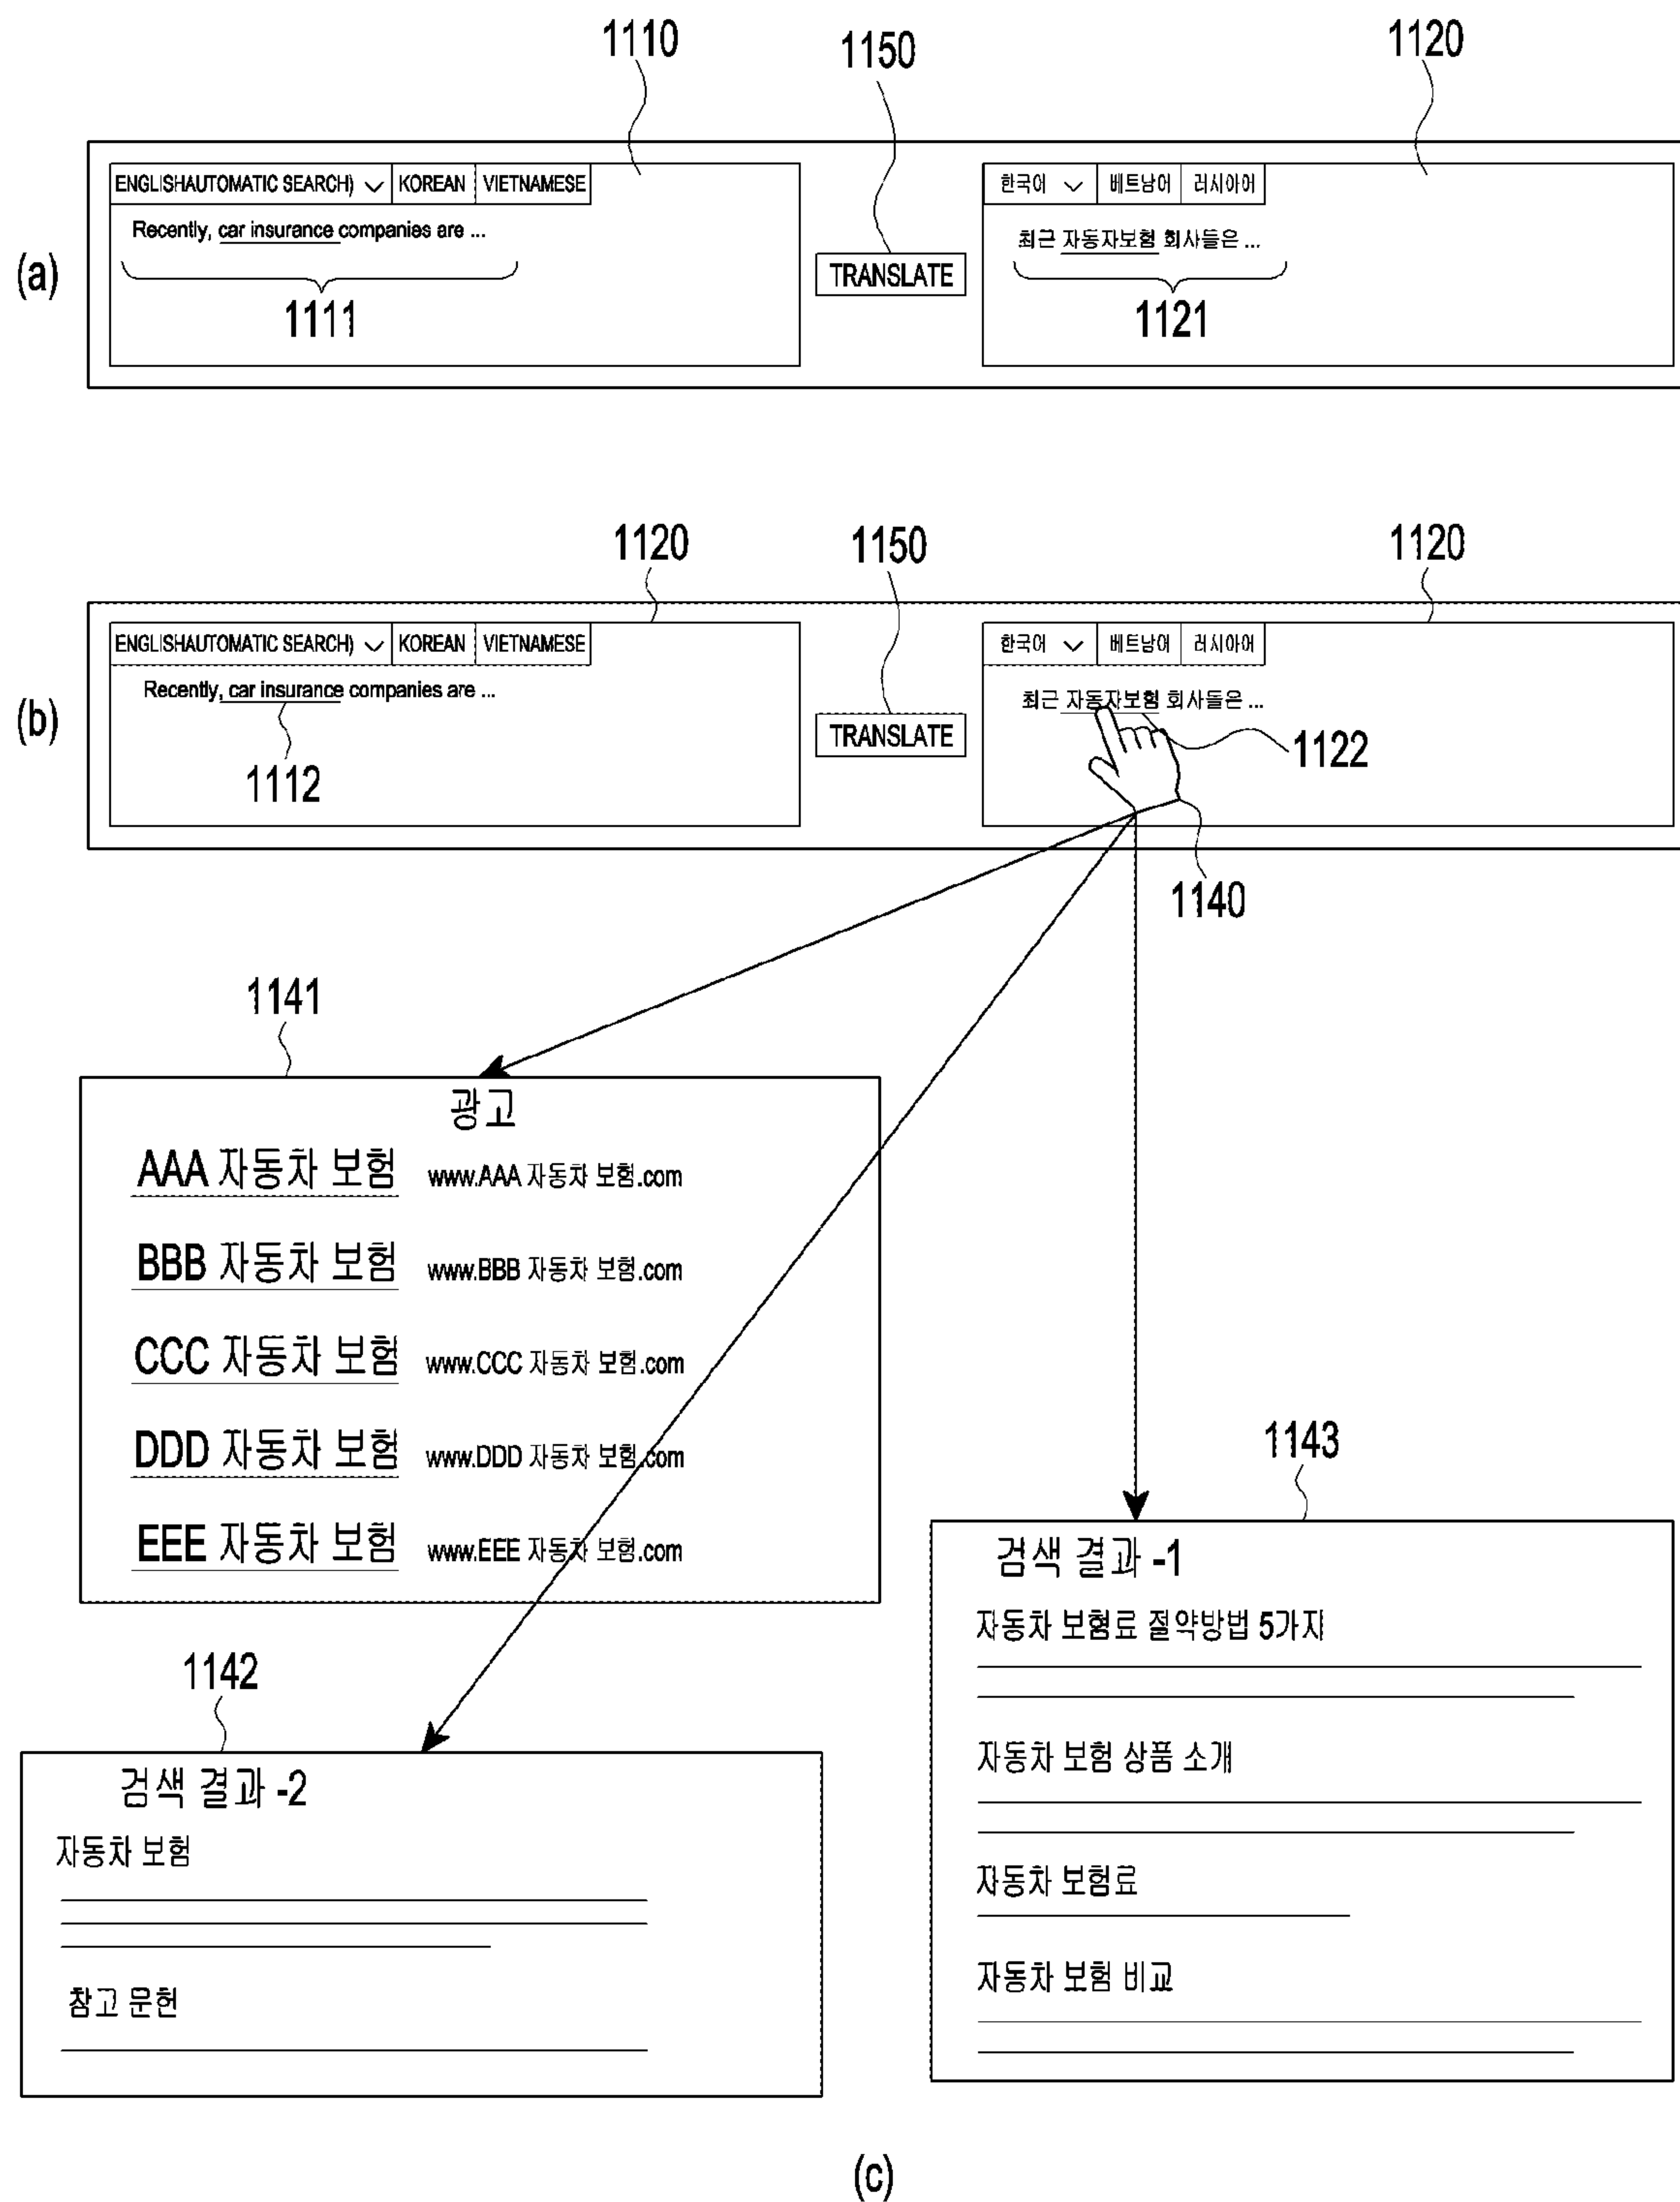 1110
1150
1120
(a)
ENGLISHAUTOMATIC SEARCH) KOREAN VIETNAMESE
Recently, car insurance companies are ...
1111
TRANSLATE
한국어 베트남어 러시아어
최근 자동자보험 회사들은 ...
1121
1120
1150
1120
(b)
ENGLISHAUTOMATIC SEARCH) KOREAN VIETNAMESE
Recently, car insurance companies are ...
1112
TRANSLATE
한국어 베트남어 러시아어
최근 자동자보험 회사들은 ...
1122
1140
1141
광고
AAA 자동차 보험 www.AAA 자동차 보험.com
BBB 자동차 보험 www.BBB 자동차 보험.com
CCC 자동차 보험 www.CCC 자동차 보험.com
DDD 자동차 보험 www.DDD 자동차 보험.com
EEE 자동차 보험 www.EEE 자동차 보험.com
1143
검색 결과 -1
자동차 보험료 절약방법 5가지
자동차 보험 상품 소개
자동차 보험료
자동차 보험 비교
1142
검색 결과 -2
자동차 보험
참고 문헌
(c)